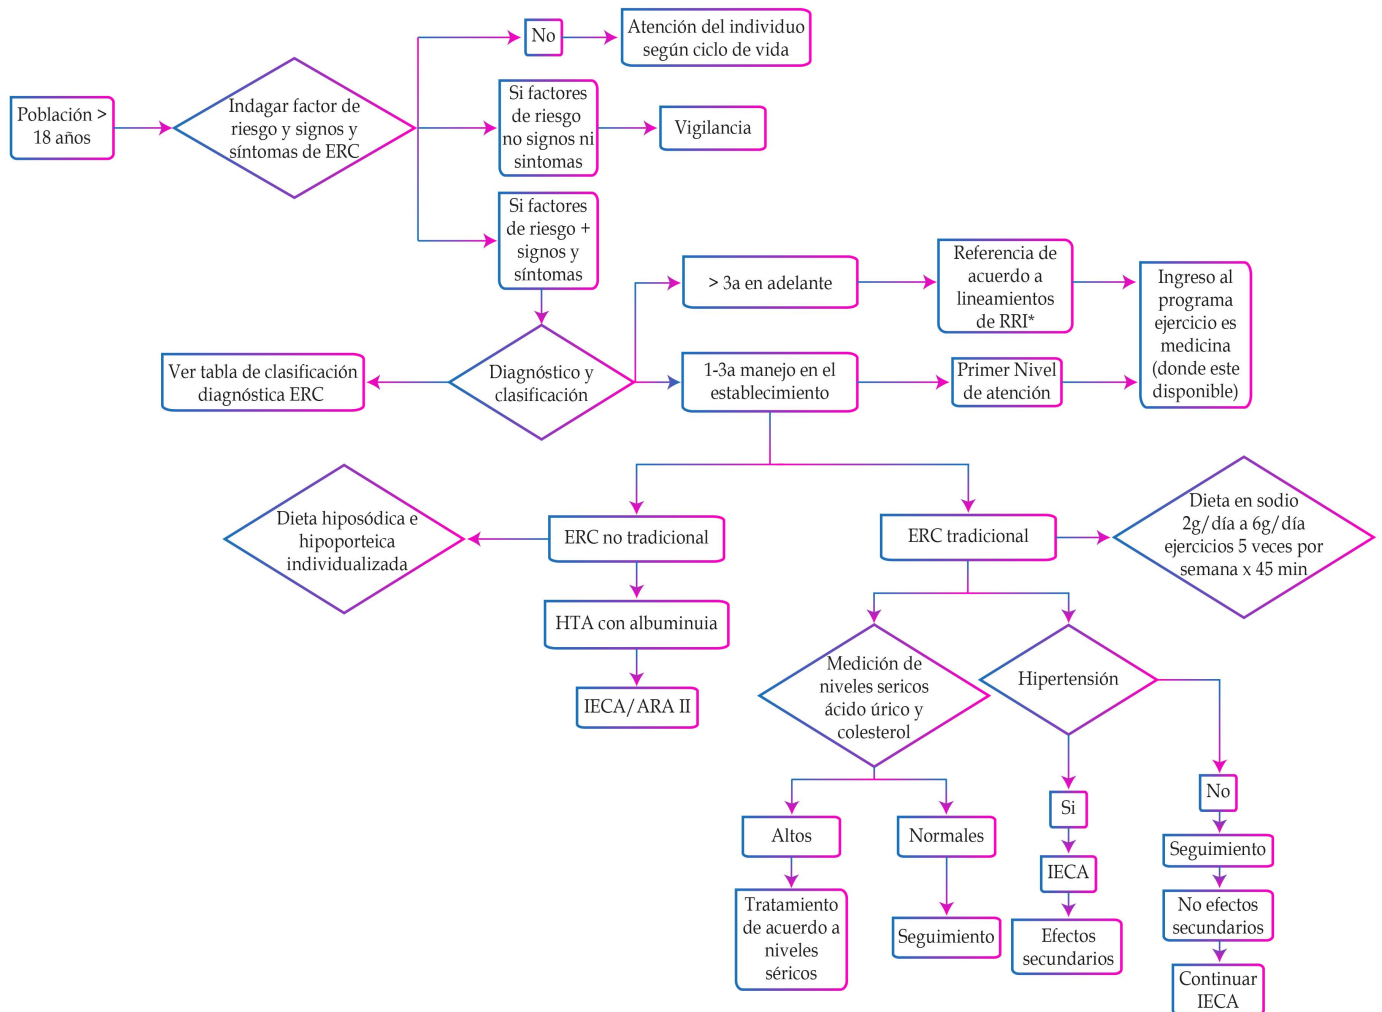 No
Atención del individuo
según ciclo de vida
Población >
18 años
Indagar factor de
riesgo y signos y
síntomas de ERC
Si factores
de riesgo
no signos ni
sintomas
Vigilancia
Si factores
de riesgo +
signos y
síntomas
> 3a en adelante
Referencia de
acuerdo a
lineamientos
de RRI*
Ingreso al
programa
ejercicio es
medicina
(donde este
disponible)
Ver tabla de clasificación
diagnóstica ERC
Diagnóstico y
clasificación
1-3a manejo en el
establecimiento
Primer Nivel
de atención
Dieta hiposódica e
hipoporteica
individualizada
ERC no tradicional
ERC tradicional
Dieta en sodio
2g/día a 6g/día
ejercicios 5 veces por
semana x 45 min
HTA con albuminuia
IECA/ARA II
Medición de
niveles sericos
ácido úrico y
colesterol
Hipertensión
Altos
Normales
Si
No
Tratamiento
de acuerdo a
niveles
séricos
Seguimiento
IECA
Efectos
secundarios
Seguimiento
No efectos
secundarios
Continuar
IECA